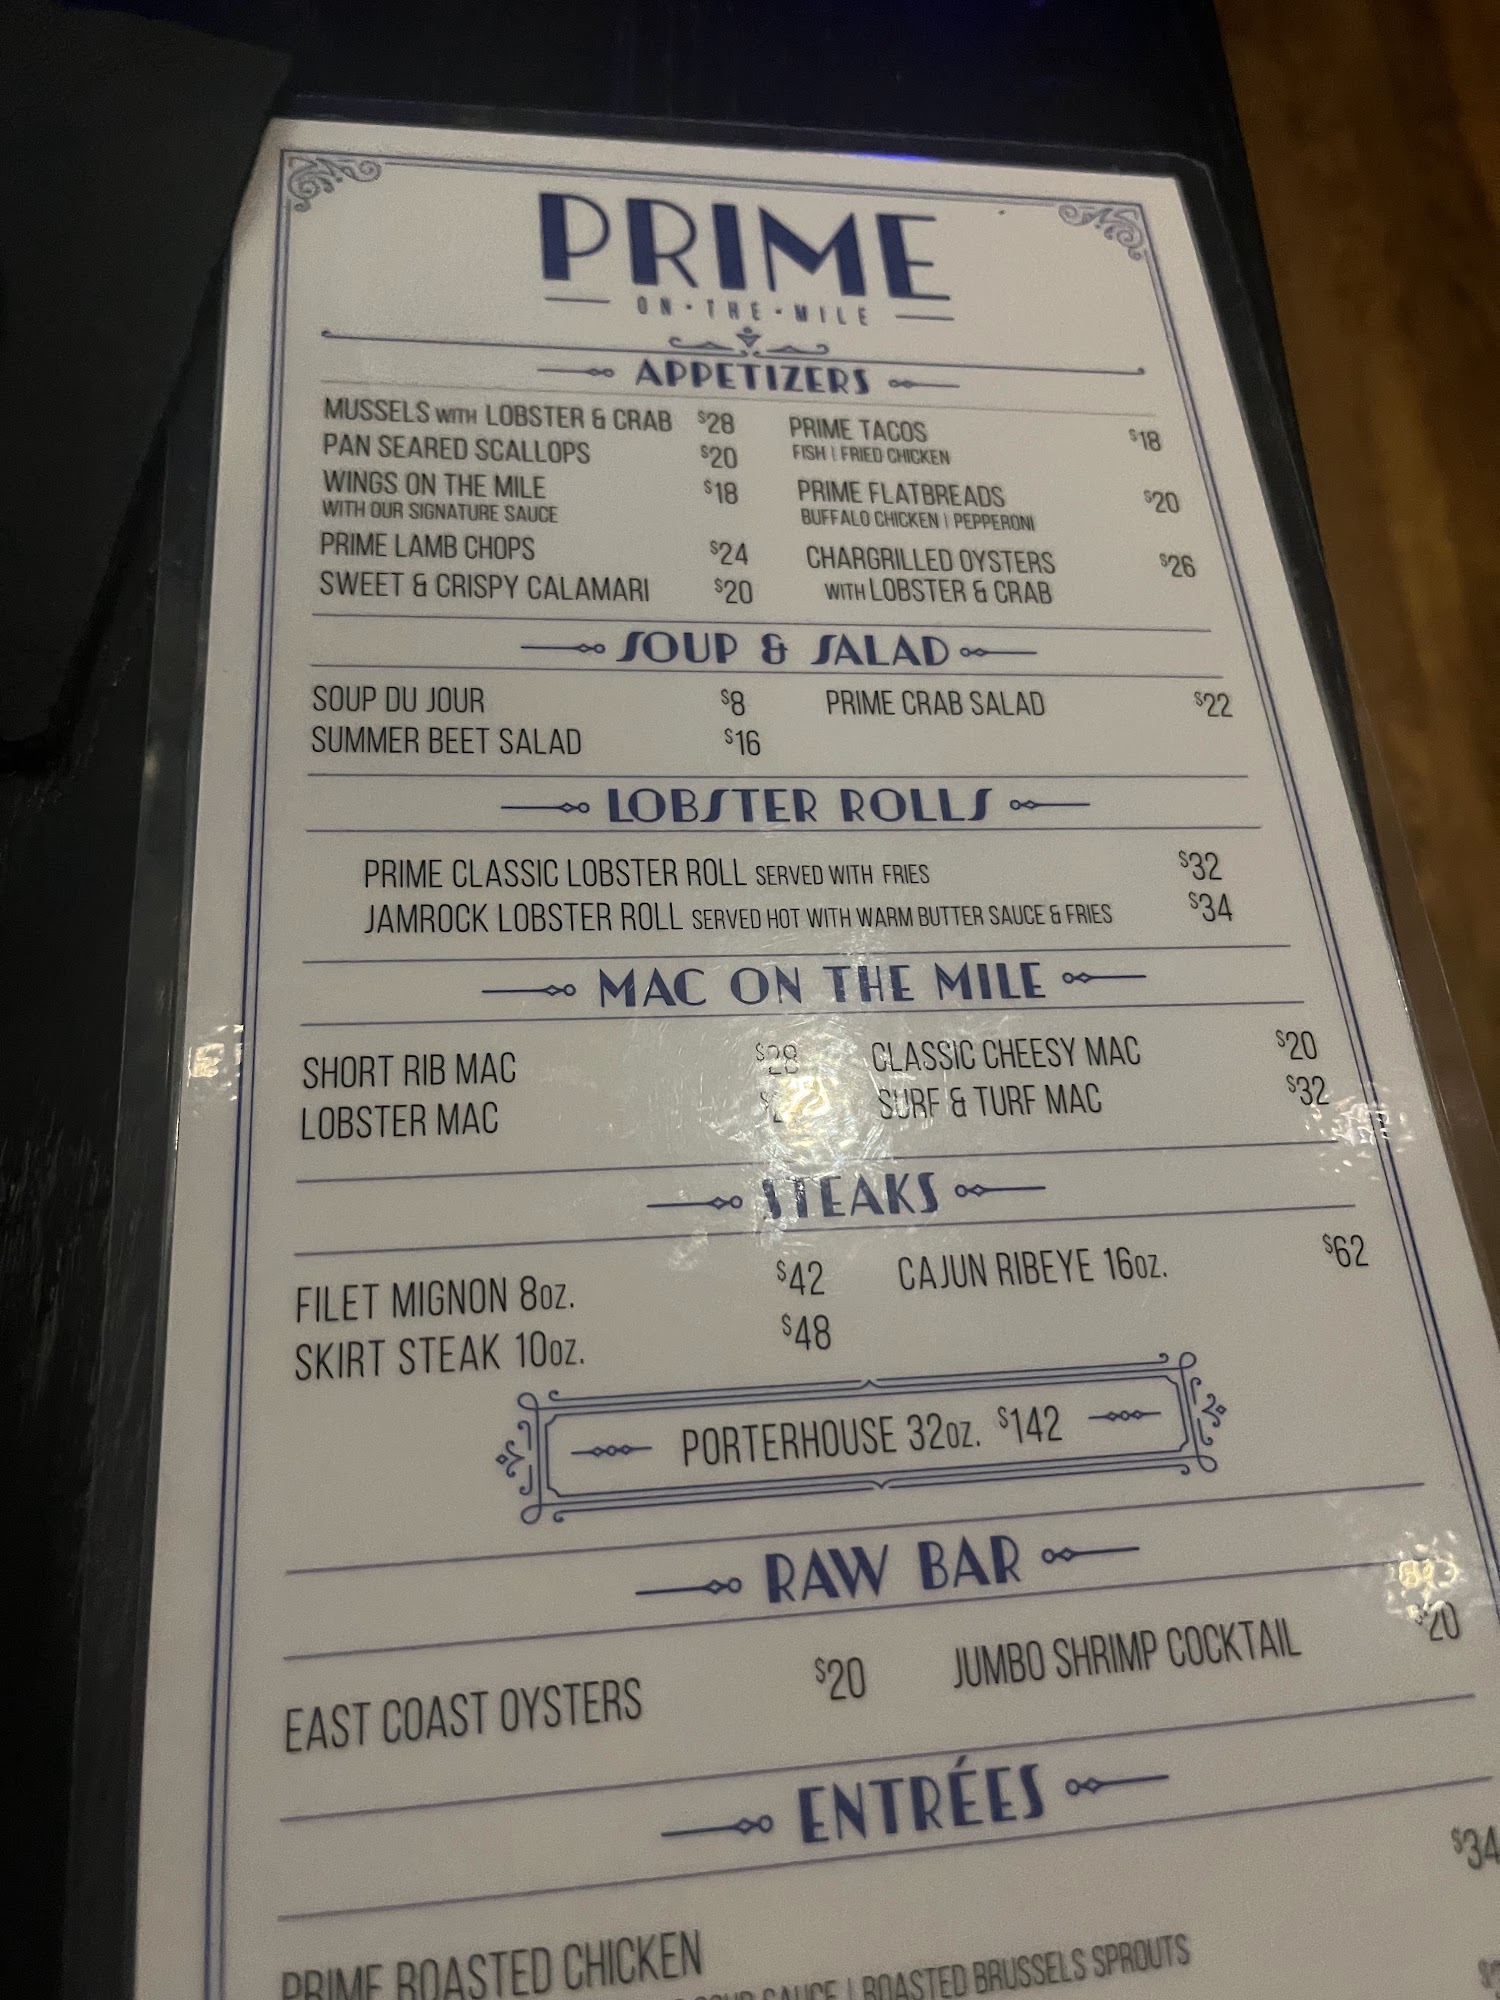 PRIME
ON • THE • MILE
APPETIZERS
MUSSELS WITH LOBSTER & CRAB $28
PAN SEARED SCALLOPS $20
WINGS ON THE MILE $18
WITH OUR SIGNATURE SAUCE
PRIME LAMB CHOPS $24
SWEET & CRISPY CALAMARI $20
PRIME TACOS $18
FISH | FRIED CHICKEN
PRIME FLATBREADS $20
BUFFALO CHICKEN | PEPPERONI
CHARGRILLED OYSTERS $26
WITH LOBSTER & CRAB
SOUP & SALAD
SOUP DU JOUR $8
SUMMER BEET SALAD $16
PRIME CRAB SALAD $22
LOBSTER ROLLS
PRIME CLASSIC LOBSTER ROLL SERVED WITH FRIES $32
JAMROCK LOBSTER ROLL SERVED HOT WITH WARM BUTTER SAUCE & FRIES $34
MAC ON THE MILE
SHORT RIB MAC $28
LOBSTER MAC
CLASSIC CHEESY MAC $20
SURF & TURF MAC $32
STEAKS
FILET MIGNON 8OZ. $42
SKIRT STEAK 10OZ. $48
CAJUN RIBEYE 16OZ. $62
PORTERHOUSE 32OZ. $142
RAW BAR
EAST COAST OYSTERS $20
JUMBO SHRIMP COCKTAIL $20
ENTRÉES
PRIME ROASTED CHICKEN $34
SAUCE | ROASTED BRUSSELS SPROUTS